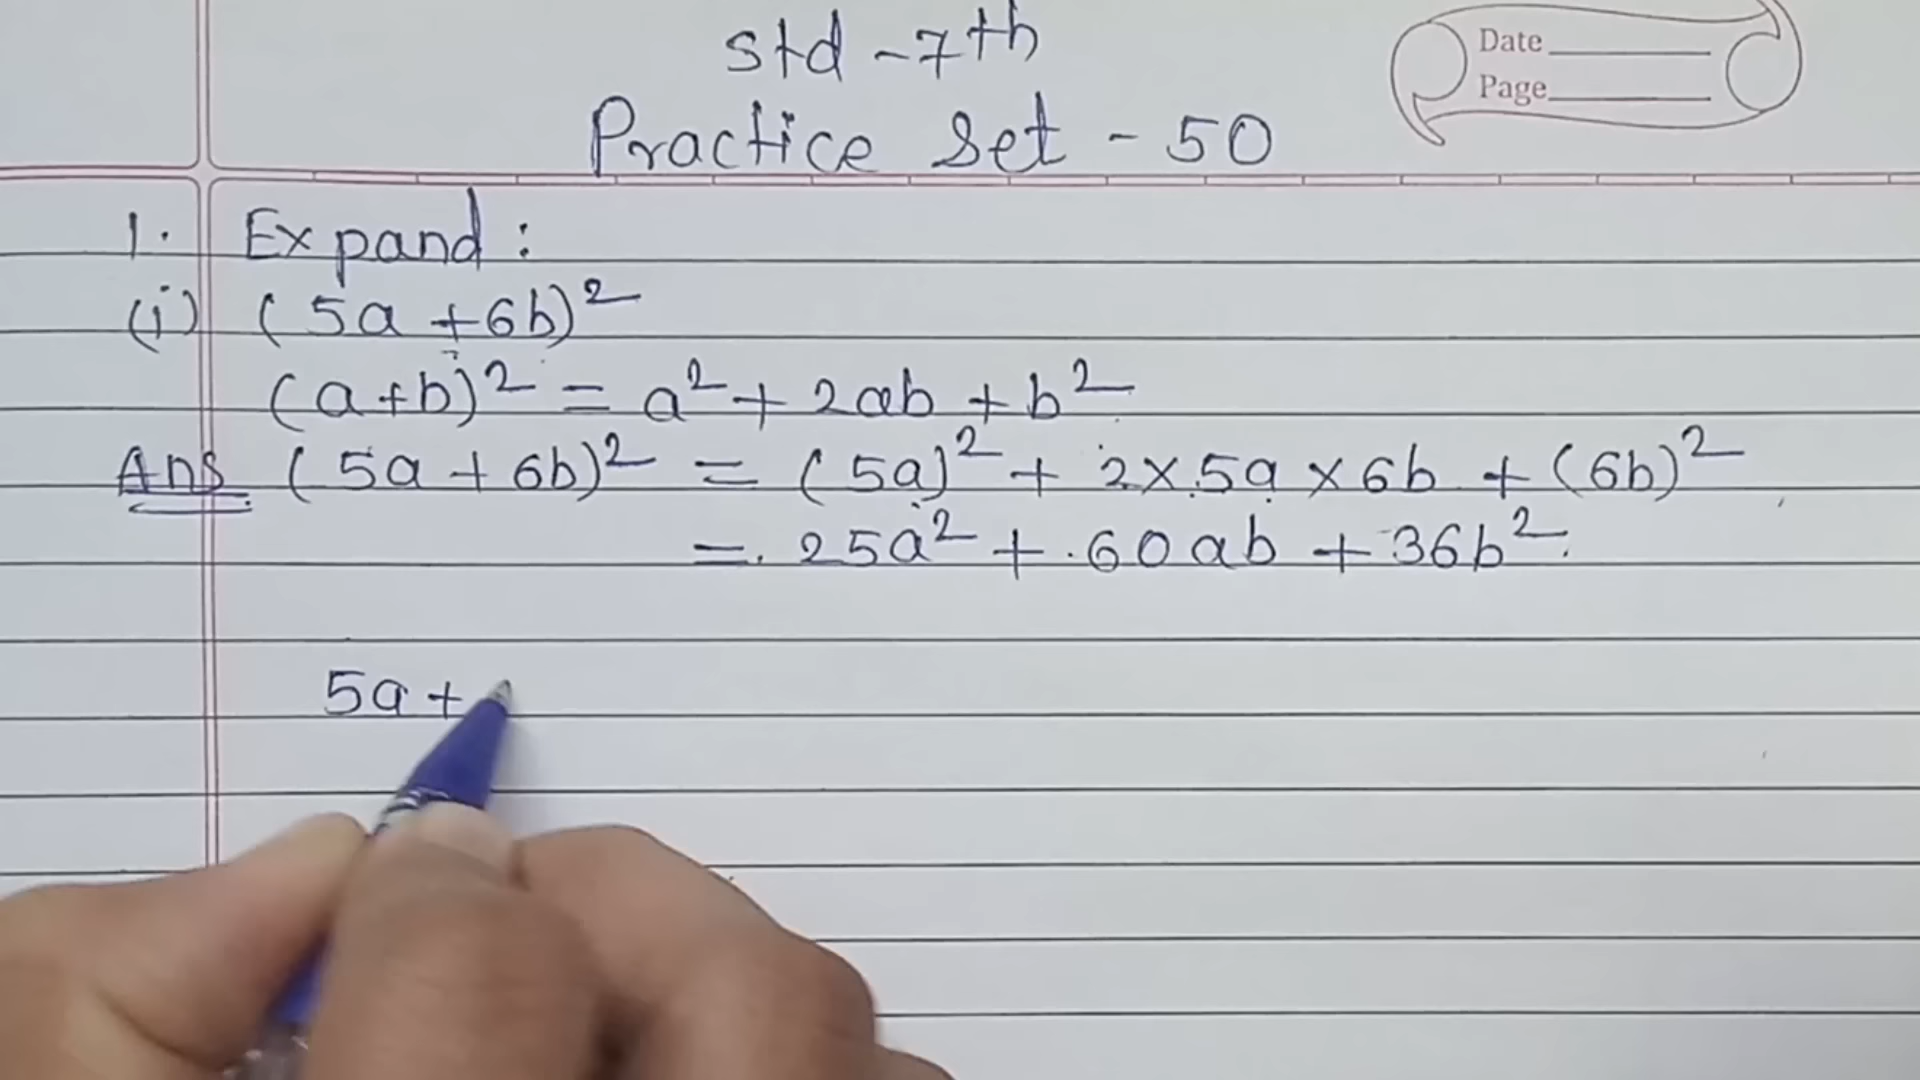 std - 7th
Date
Page
Practice Set - 50
1. Expand:
(i) (5a + 6b)²
(a+b)² = a² + 2ab + b²
Ans. (5a + 6b)² = (5a)² + 2×5a×6b + (6b)²
= 25a² + 60ab + 36b²
5a +